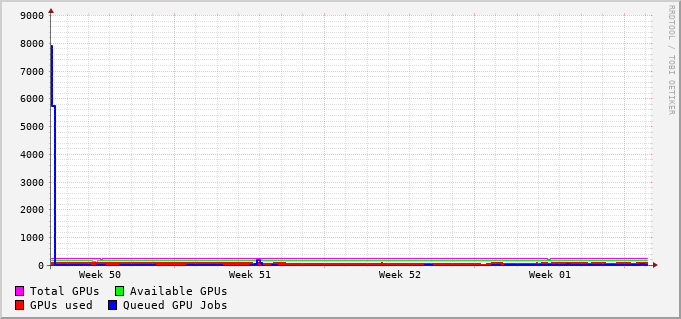 9000
8000
7000
6000
5000
4000
3000
2000
1000
0
Week 50 Week 51 Week 52 Week 01
Total GPUs Available GPUs
GPUs used Queued GPU Jobs
RRDTOOL / TOBI OETIKER